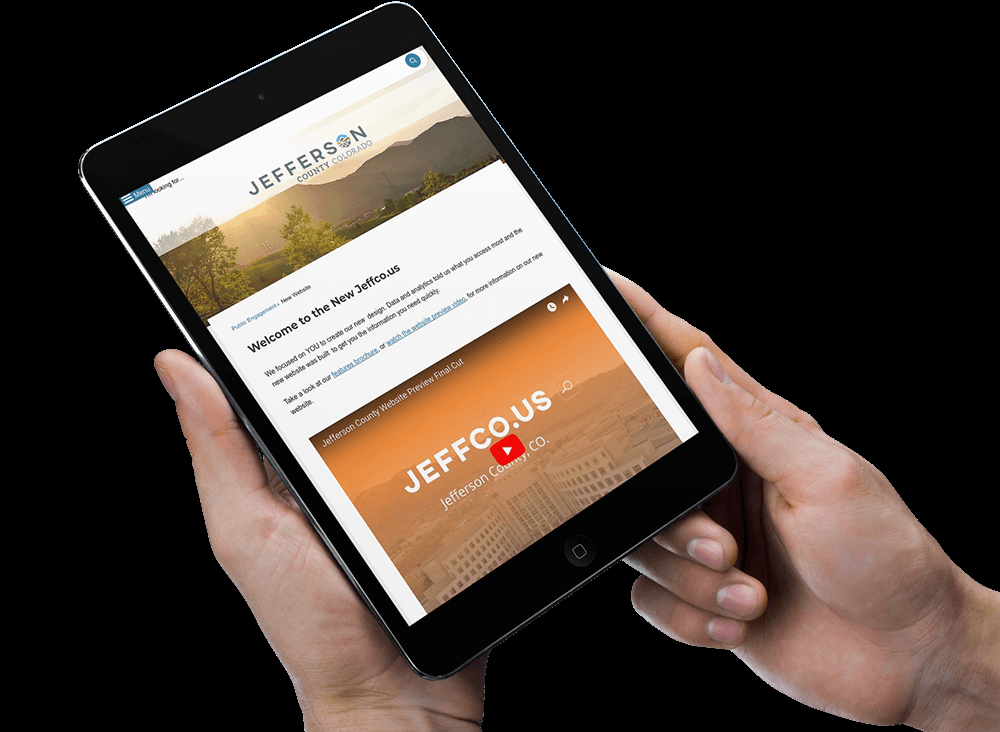 Menu
I'm looking for...
JEFFERSON
COUNTY COLORADO
Public Engagement › New Website
Welcome to the New Jeffco.us
We focused on YOU to create our new design. Data and analytics told us what you access most and the
new website was built to get you the information you need quickly.
Take a look at our features brochure, or watch the website preview video, for more information on our new
website.
Jefferson County Website Preview Final Cut
JEFFCO.US
Jefferson County, CO.